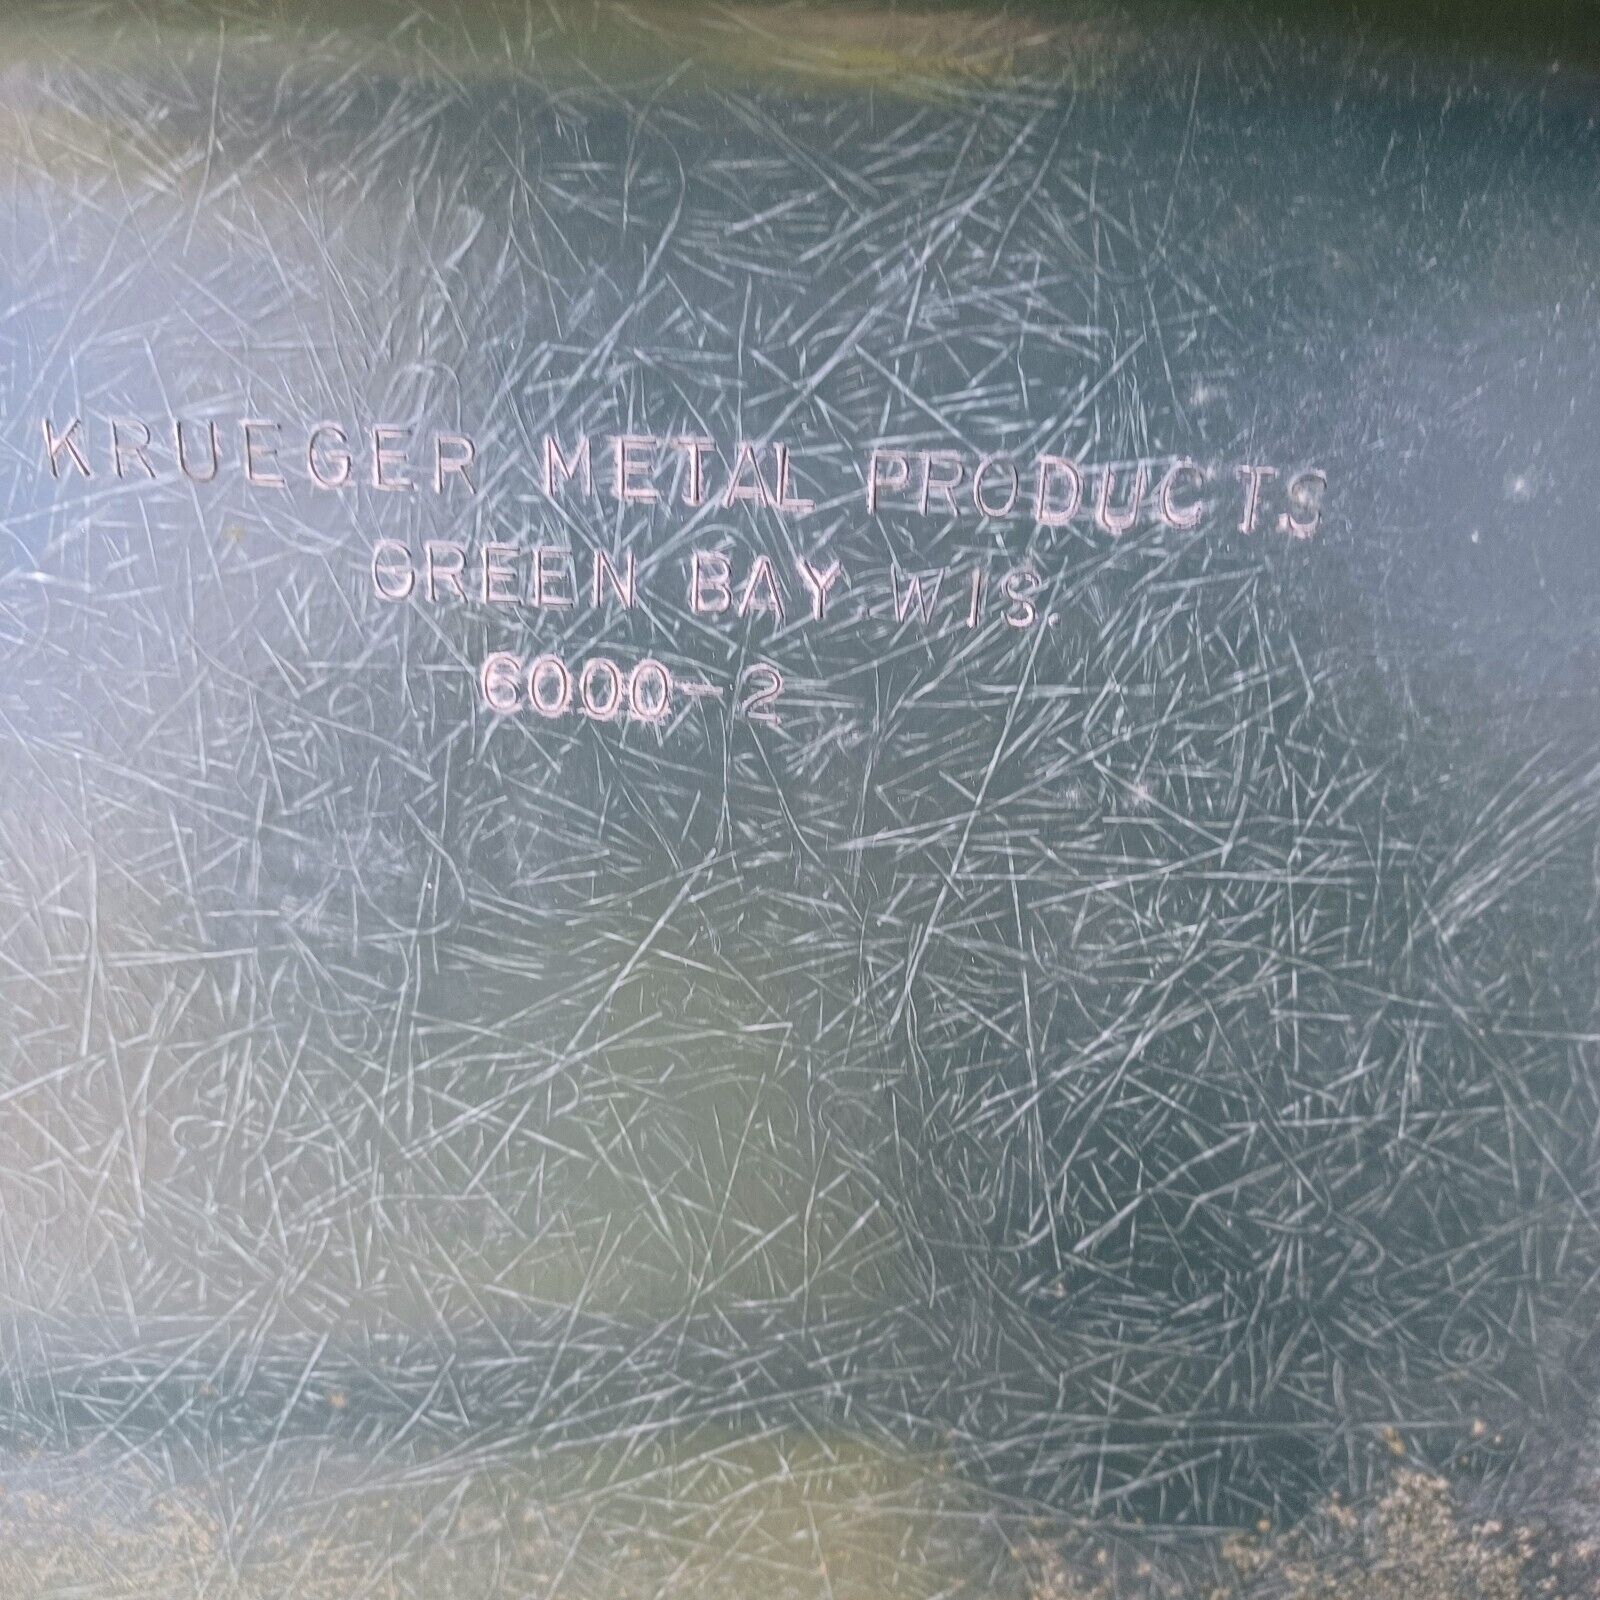 KRUEGER METAL PRODUCTS
GREEN BAY. WIS.
6000-2